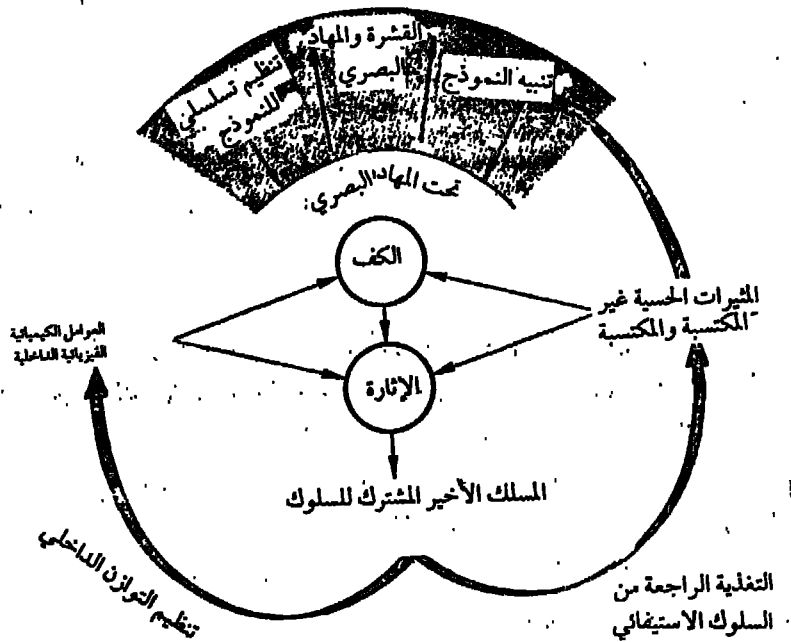 تنظيم تسلسلي
للنموذج
القشرة والمهاد
البصري
تنبيه النموذج
تحت المهاد البصري:
الكف
المثيرات الحسية غير
المكتسبة والمكتسبة
العوامل الكيميائية
الفيزيائية الداخلية
الإثارة
المسلك الأخير المشترك للسلوك
تنظيم التوازن الداخلي
التغذية الراجعة من
السلوك الاستيفائي